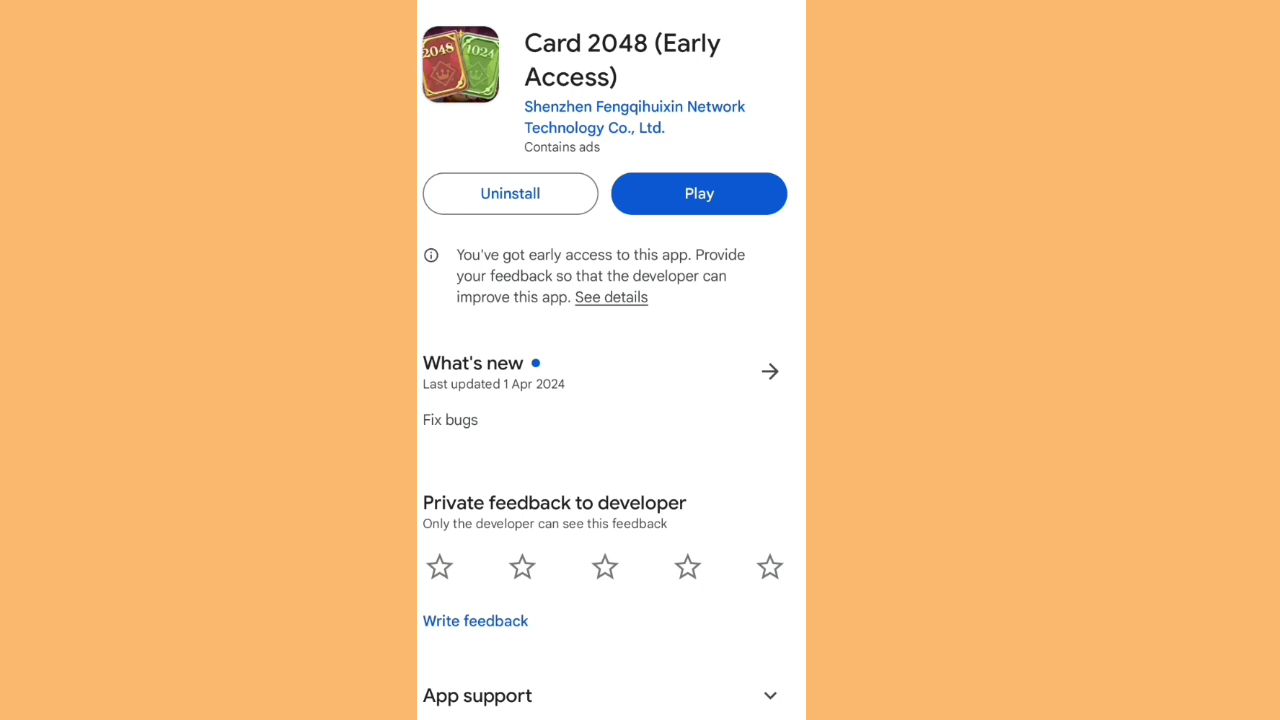 2048
1024
Card 2048 (Early
Access)
Shenzhen Fengqihuixin Network
Technology Co., Ltd.
Contains ads
Uninstall
Play
You've got early access to this app. Provide
your feedback so that the developer can
improve this app. See details
What's new
Last updated 1 Apr 2024
Fix bugs
Private feedback to developer
Only the developer can see this feedback
Write feedback
App support